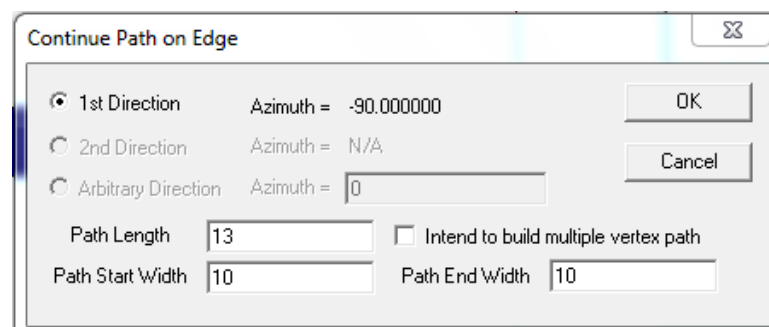 Continue Path on Edge
1st Direction Azimuth = -90.000000 OK
2nd Direction Azimuth = N/A
Cancel
Arbitrary Direction Azimuth = 0
Path Length 13 Intend to build multiple vertex path
Path Start Width 10 Path End Width 10